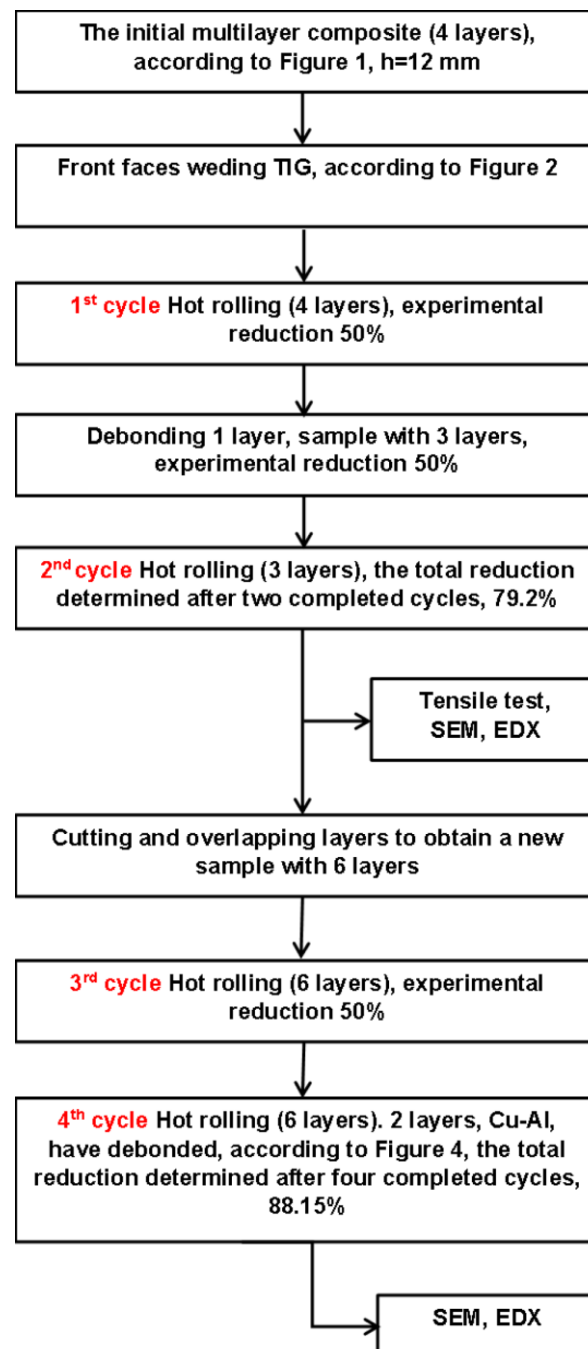 The initial multilayer composite (4 layers),
according to Figure 1, h=12 mm
Front faces weding TIG, according to Figure 2
1st cycle Hot rolling (4 layers), experimental
reduction 50%
Debonding 1 layer, sample with 3 layers,
experimental reduction 50%
2nd cycle Hot rolling (3 layers), the total reduction
determined after two completed cycles, 79.2%
Tensile test,
SEM, EDX
Cutting and overlapping layers to obtain a new
sample with 6 layers
3rd cycle Hot rolling (6 layers), experimental
reduction 50%
4th cycle Hot rolling (6 layers). 2 layers, Cu-Al,
have debonded, according to Figure 4, the total
reduction determined after four completed cycles,
88.15%
SEM, EDX